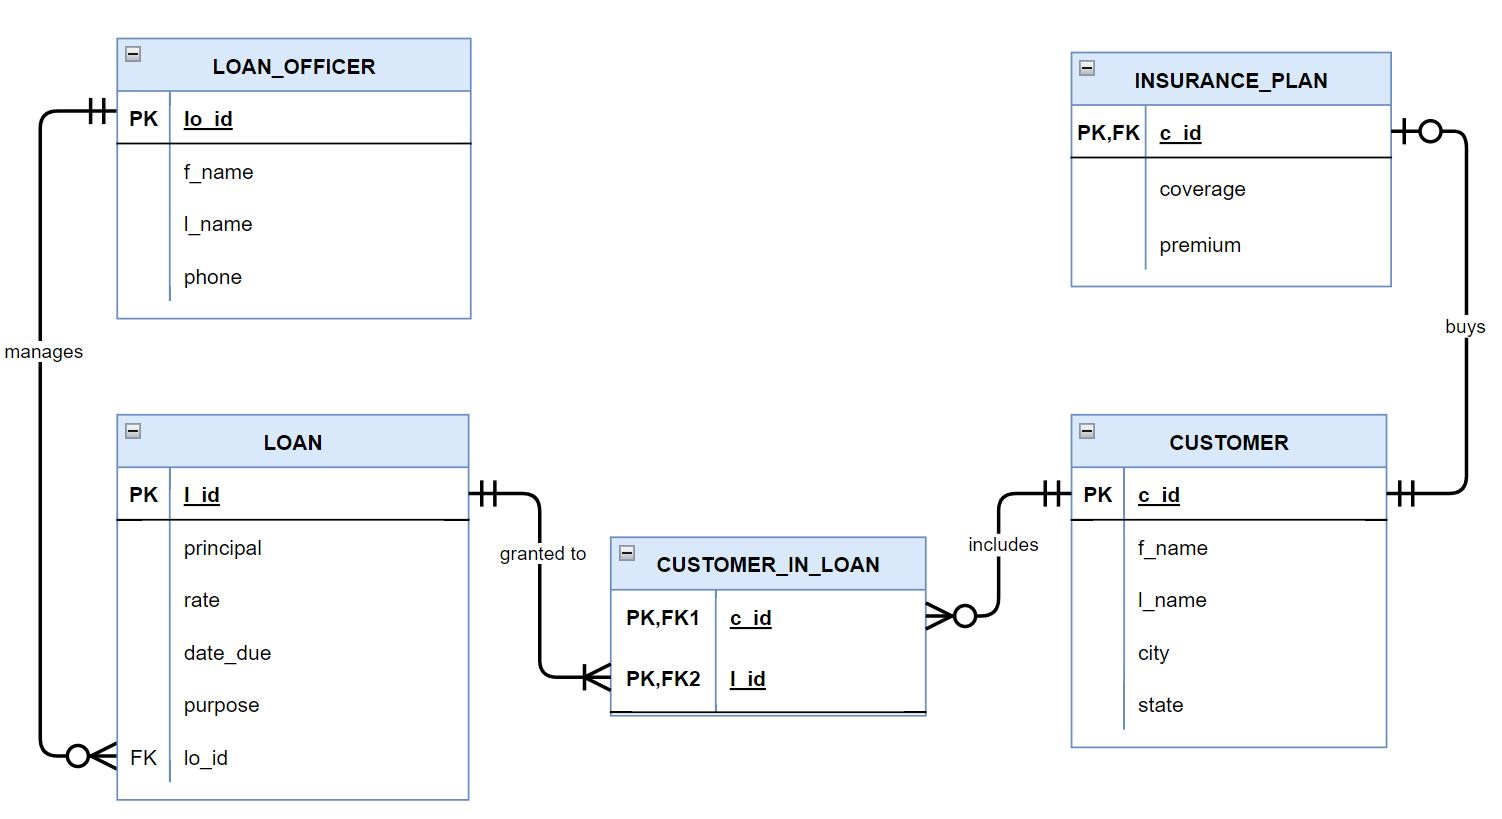 LOAN_OFFICER
PK lo_id
f_name
l_name
phone
INSURANCE_PLAN
PK,FK c_id
coverage
premium
manages
buys
LOAN
PK l_id
principal
rate
date_due
purpose
FK lo_id
granted to
CUSTOMER_IN_LOAN
PK,FK1 c_id
PK,FK2 l_id
includes
CUSTOMER
PK c_id
f_name
l_name
city
state